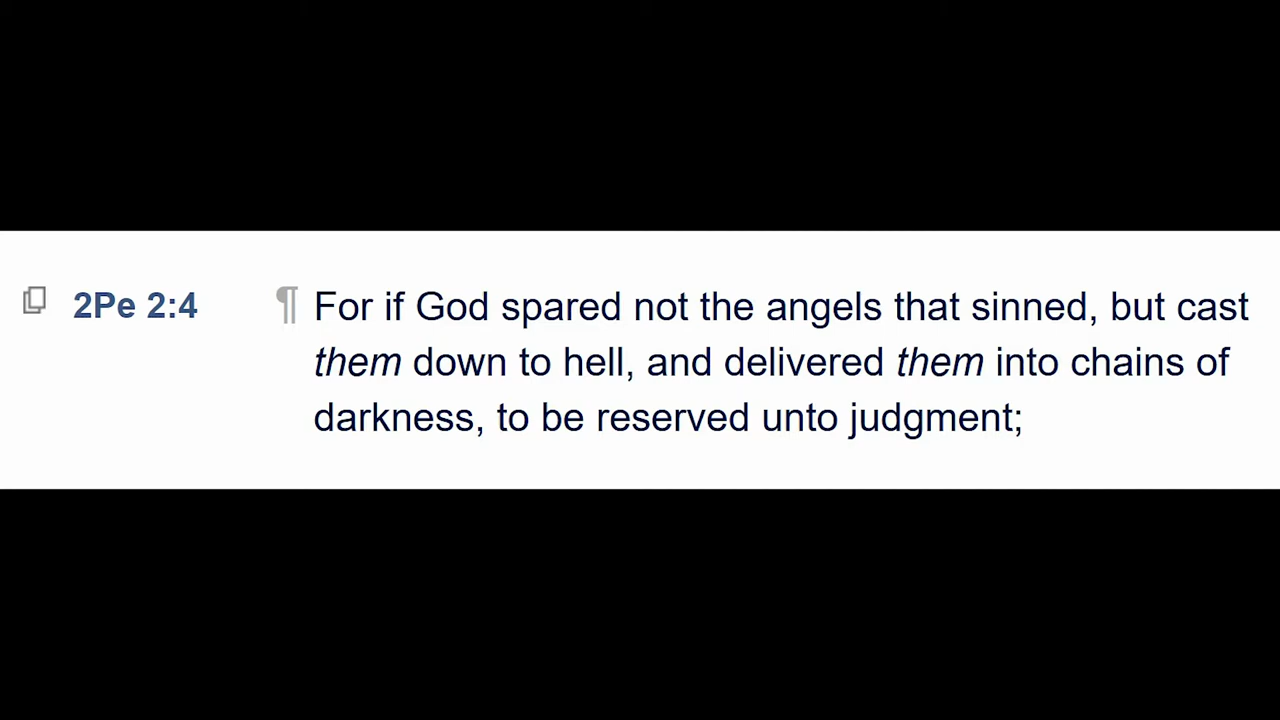 2Pe 2:4 ¶ For if God spared not the angels that sinned, but cast
them down to hell, and delivered them into chains of
darkness, to be reserved unto judgment;